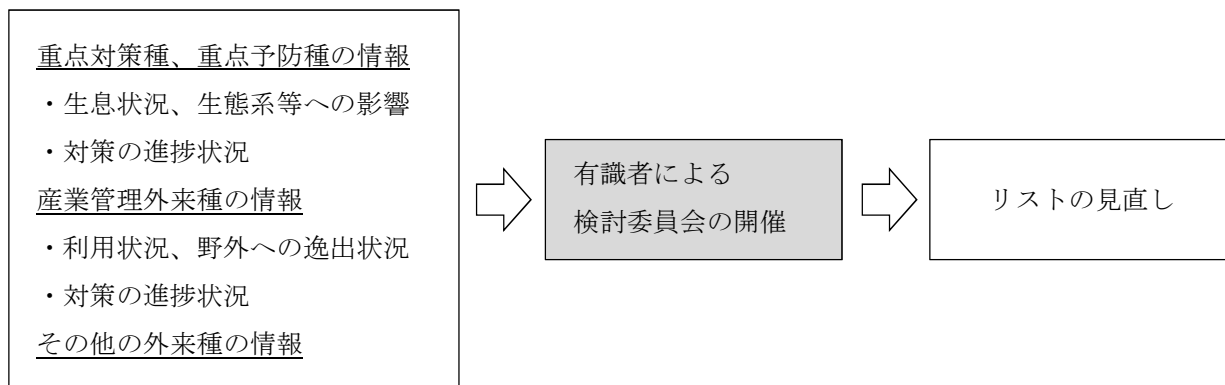 重点対策種、重点予防種の情報
・生息状況、生態系等への影響
・対策の進捗状況
産業管理外来種の情報
・利用状況、野外への逸出状況
・対策の進捗状況
その他の外来種の情報
有識者による
検討委員会の開催
リストの見直し